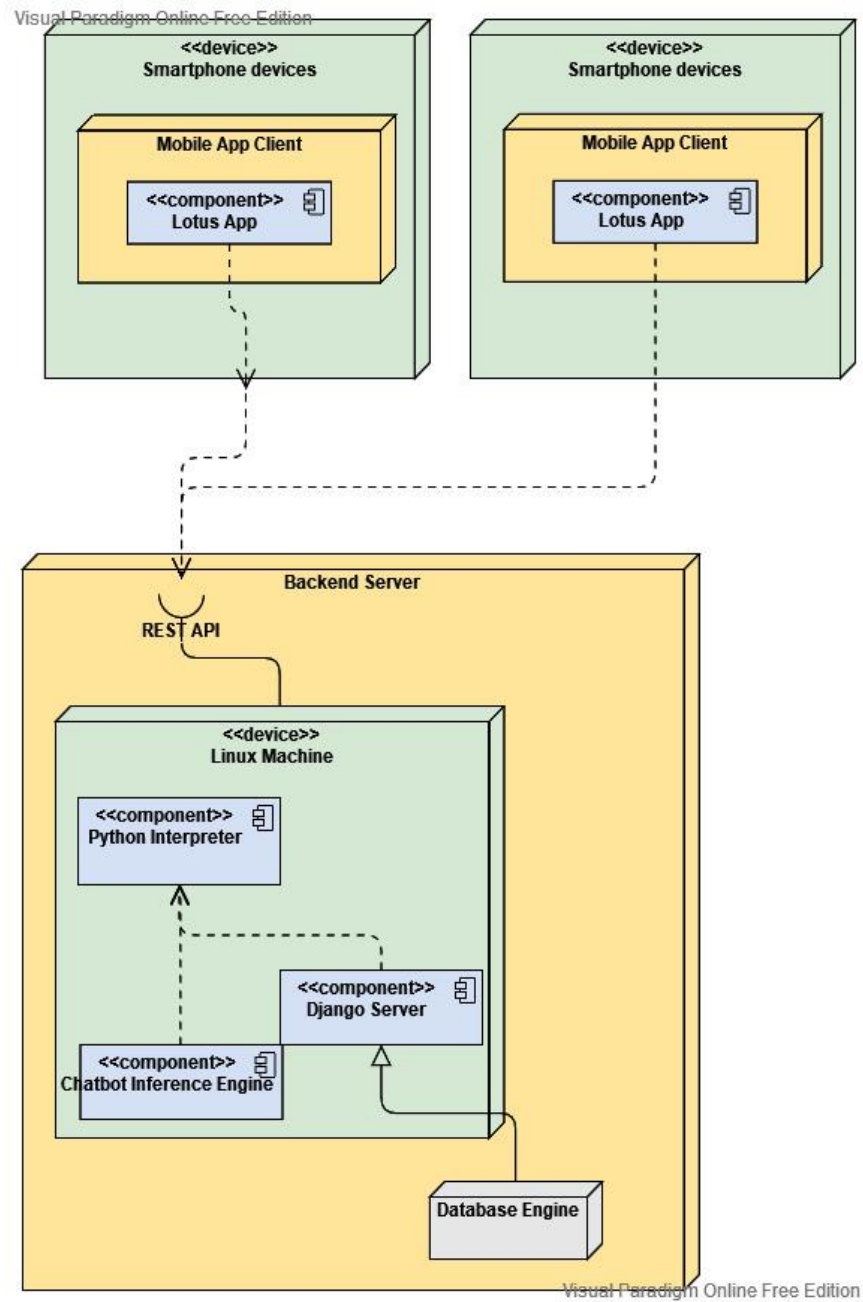 Visual Paradigm Online Free Edition
<<device>>
Smartphone devices
Mobile App Client
<<component>>
Lotus App
<<device>>
Smartphone devices
Mobile App Client
<<component>>
Lotus App
Backend Server
REST API
<<device>>
Linux Machine
<<component>>
Python Interpreter
<<component>>
Django Server
<<component>>
Chatbot Inference Engine
Database Engine
Visual Paradigm Online Free Edition